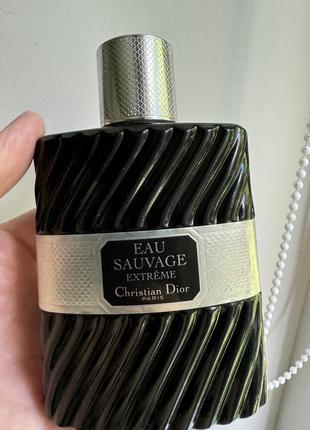 EAU
SAUVAGE
EXTRÊME
Christian Dior
PARIS